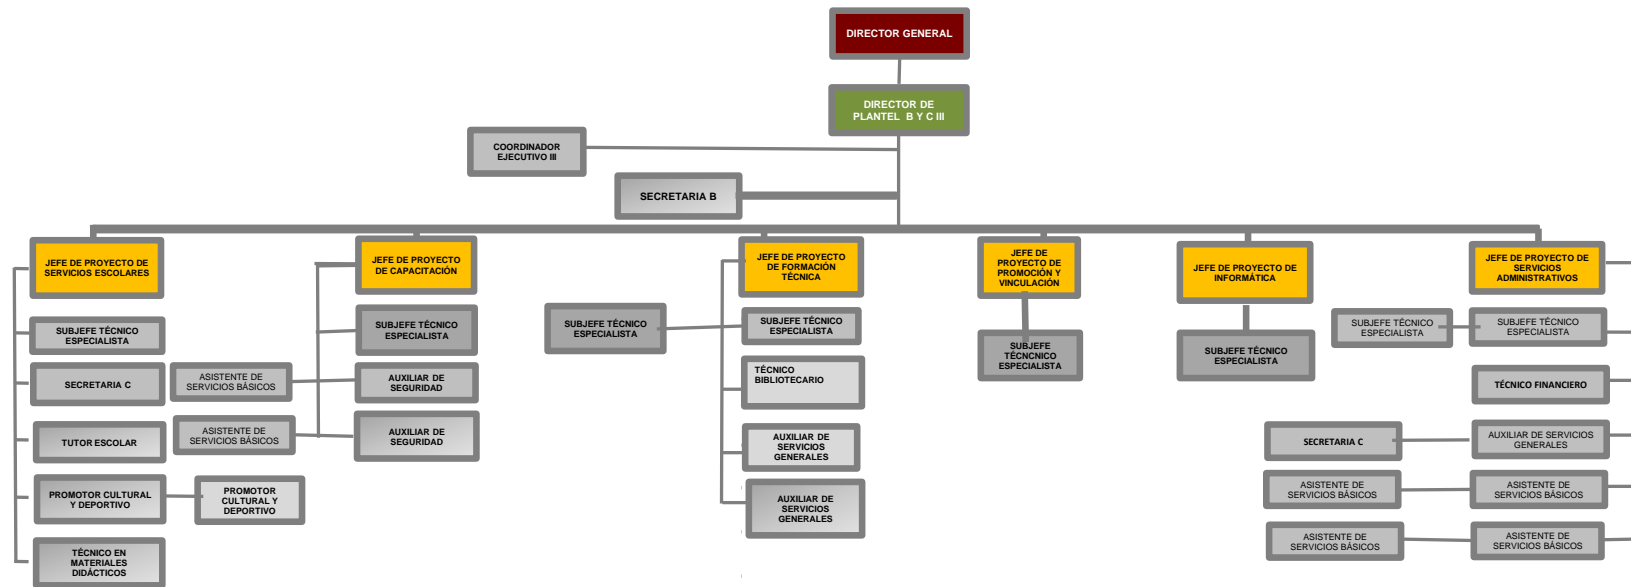 DIRECTOR GENERAL
DIRECTOR DE
PLANTEL B Y C III
COORDINADOR
EJECUTIVO III
SECRETARIA B
JEFE DE PROYECTO DE
SERVICIOS ESCOLARES
SUBJEFE TÉCNICO
ESPECIALISTA
SECRETARIA C
TUTOR ESCOLAR
PROMOTOR CULTURAL
Y DEPORTIVO
PROMOTOR
CULTURAL Y
DEPORTIVO
TÉCNICO EN
MATERIALES
DIDÁCTICOS
JEFE DE PROYECTO
DE CAPACITACIÓN
SUBJEFE TÉCNICO
ESPECIALISTA
ASISTENTE DE
SERVICIOS BÁSICOS
AUXILIAR DE
SEGURIDAD
ASISTENTE DE
SERVICIOS BÁSICOS
AUXILIAR DE
SEGURIDAD
JEFE DE PROYECTO
DE FORMACIÓN
TÉCNICA
SUBJEFE TÉCNICO
ESPECIALISTA
SUBJEFE TÉCNICO
ESPECIALISTA
TÉCNICO
BIBLIOTECARIO
AUXILIAR DE
SERVICIOS
GENERALES
AUXILIAR DE
SERVICIOS
GENERALES
JEFE DE
PROYECTO DE
PROMOCIÓN Y
VINCULACIÓN
SUBJEFE
TÉCNCNICO
ESPECIALISTA
JEFE DE PROYECTO DE
INFORMÁTICA
SUBJEFE TÉCNICO
ESPECIALISTA
JEFE DE PROYECTO DE
SERVICIOS
ADMINISTRATIVOS
SUBJEFE TÉCNICO
ESPECIALISTA
SUBJEFE TÉCNICO
ESPECIALISTA
TÉCNICO FINANCIERO
SECRETARIA C
AUXILIAR DE SERVICIOS
GENERALES
ASISTENTE DE
SERVICIOS BÁSICOS
ASISTENTE DE
SERVICIOS BÁSICOS
ASISTENTE DE
SERVICIOS BÁSICOS
ASISTENTE DE
SERVICIOS BÁSICOS